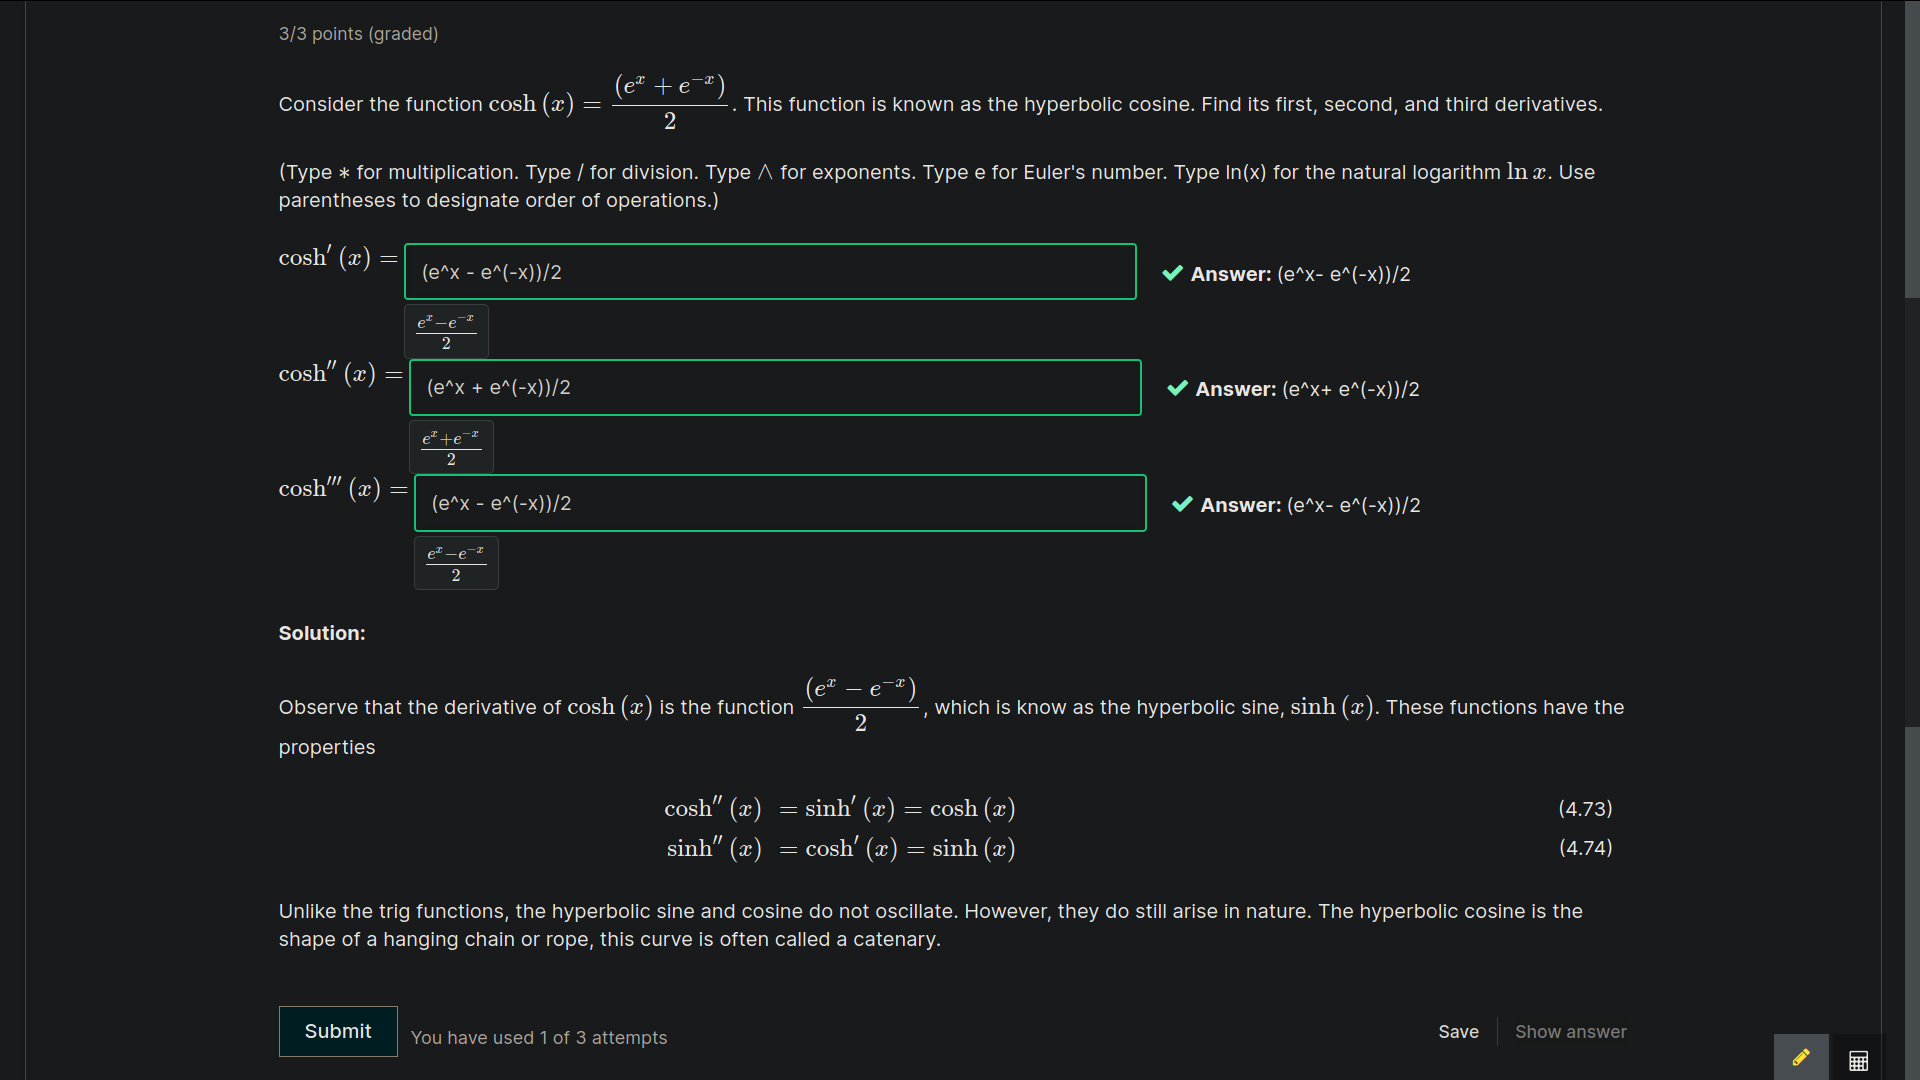 3/3 points (graded)
Consider the function cosh (x) = (e^x + e^−x) / 2. This function is known as the hyperbolic cosine. Find its first, second, and third derivatives.
(Type * for multiplication. Type / for division. Type ∧ for exponents. Type e for Euler's number. Type ln(x) for the natural logarithm ln x. Use
parentheses to designate order of operations.)
cosh′ (x) = (e^x - e^(-x))/2 ✔ Answer: (e^x- e^(-x))/2
e^x−e^−x / 2
cosh″ (x) = (e^x + e^(-x))/2 ✔ Answer: (e^x+ e^(-x))/2
e^x+e^−x / 2
cosh‴ (x) = (e^x - e^(-x))/2 ✔ Answer: (e^x- e^(-x))/2
e^x−e^−x / 2
Solution:
Observe that the derivative of cosh (x) is the function (e^x − e^−x) / 2, which is know as the hyperbolic sine, sinh (x). These functions have the
properties
cosh″ (x) = sinh′ (x) = cosh (x) (4.73)
sinh″ (x) = cosh′ (x) = sinh (x) (4.74)
Unlike the trig functions, the hyperbolic sine and cosine do not oscillate. However, they do still arise in nature. The hyperbolic cosine is the
shape of a hanging chain or rope, this curve is often called a catenary.
Submit You have used 1 of 3 attempts Save Show answer